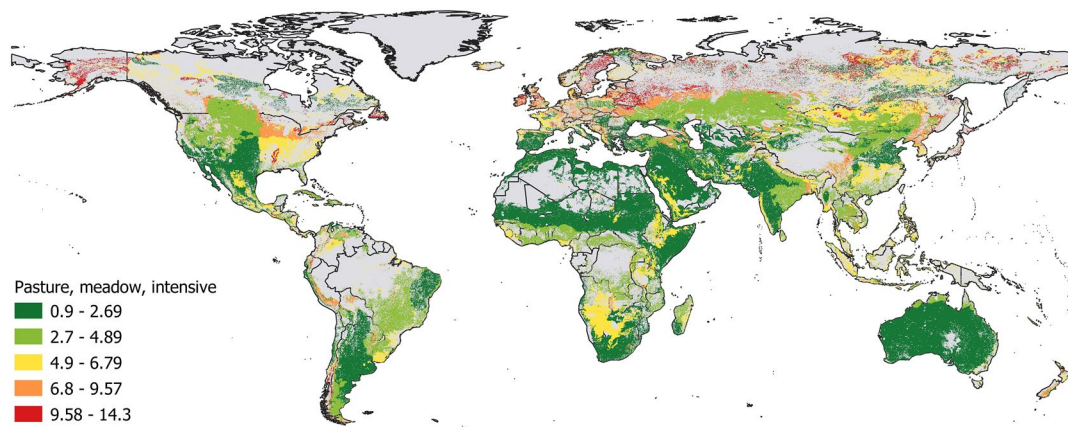 Pasture, meadow, intensive
0.9 - 2.69
2.7 - 4.89
4.9 - 6.79
6.8 - 9.57
9.58 - 14.3